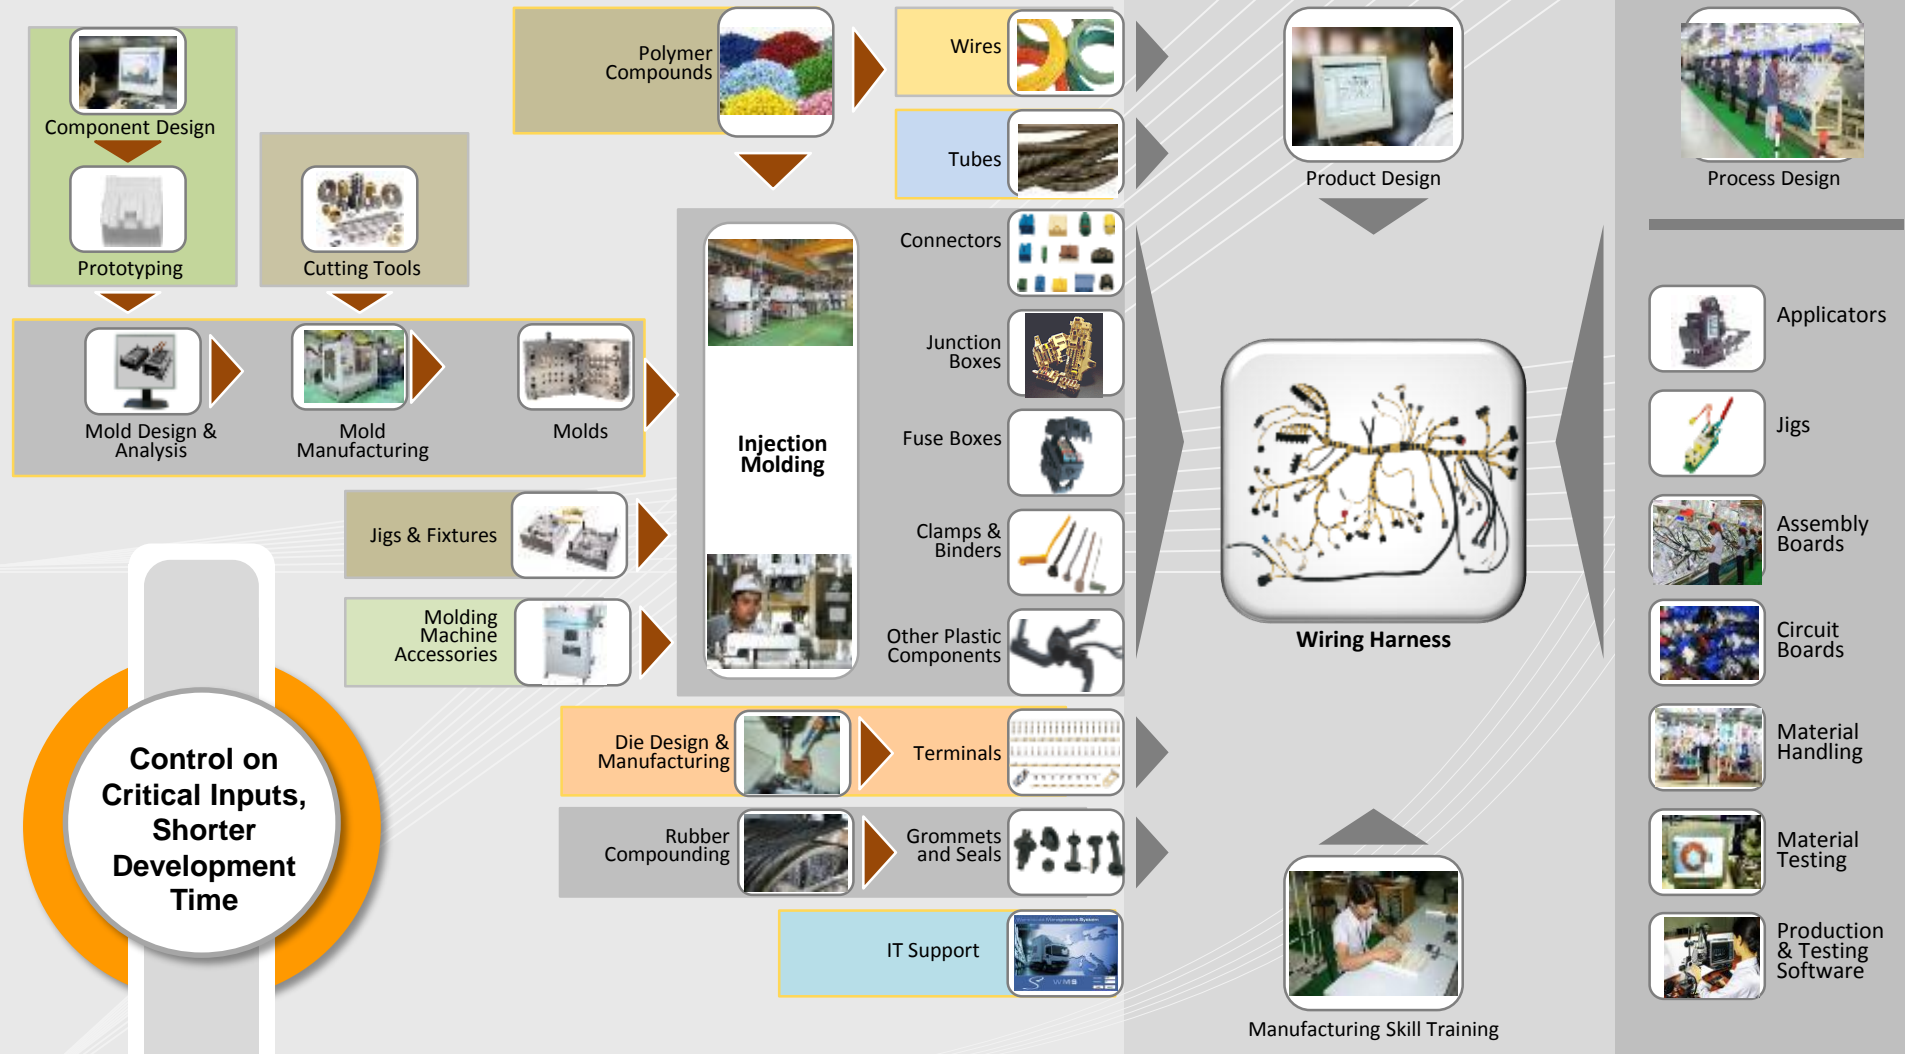 Component Design
Prototyping
Cutting Tools
Mold Design &
Analysis
Mold
Manufacturing
Molds
Polymer
Compounds
Wires
Tubes
Injection
Molding
Connectors
Junction
Boxes
Fuse Boxes
Clamps &
Binders
Other Plastic
Components
Jigs & Fixtures
Molding
Machine
Accessories
Die Design &
Manufacturing
Terminals
Rubber
Compounding
Grommets
and Seals
IT Support
WMS
Control on
Critical Inputs,
Shorter
Development
Time
Product Design
Wiring Harness
Manufacturing Skill Training
Process Design
Applicators
Jigs
Assembly
Boards
Circuit
Boards
Material
Handling
Material
Testing
Production
& Testing
Software